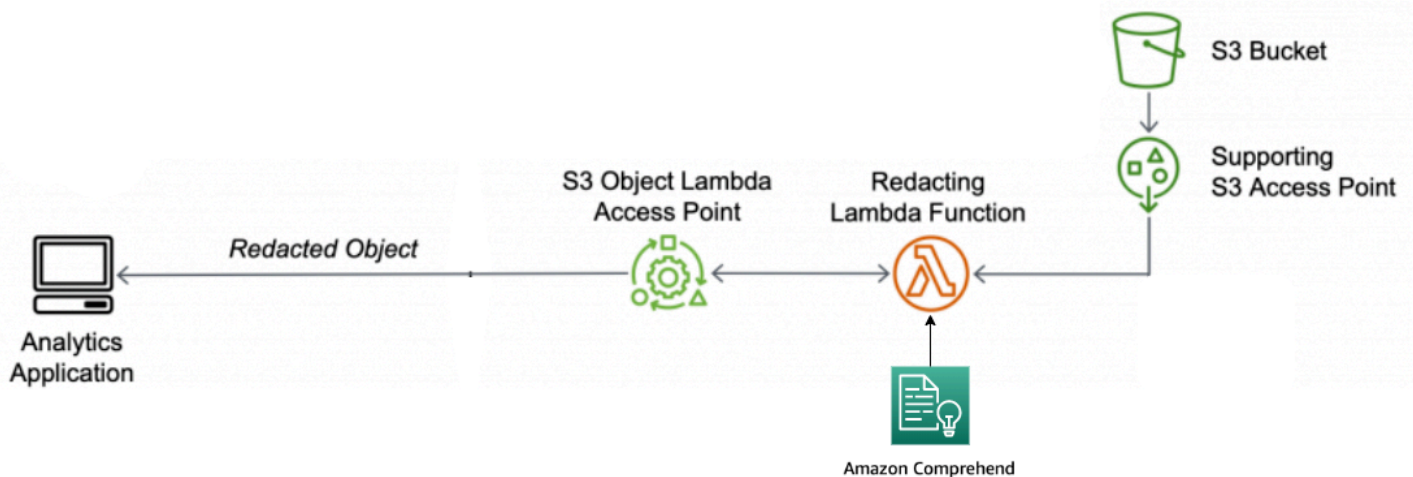 S3 Bucket
Supporting
S3 Access Point
S3 Object Lambda
Access Point
Redacting
Lambda Function
Redacted Object
Analytics
Application
Amazon Comprehend